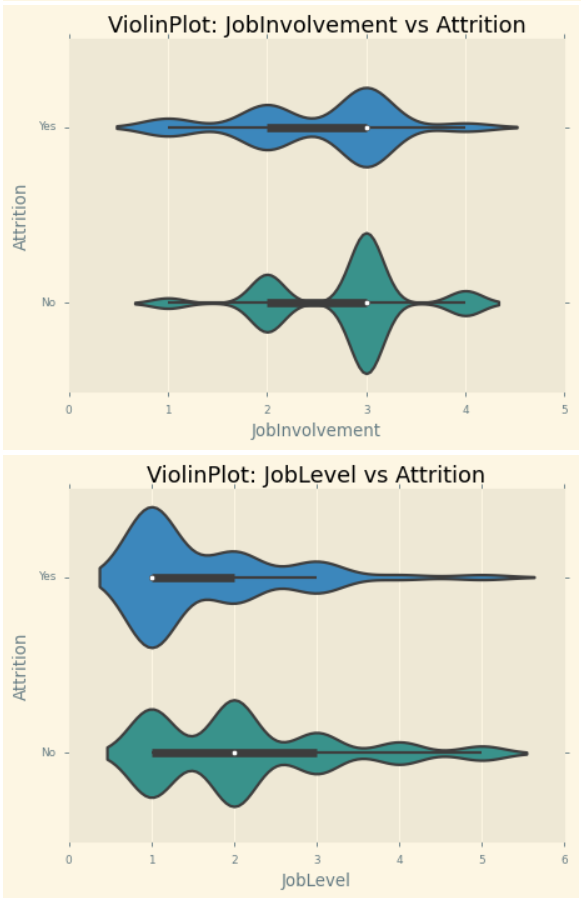 ViolinPlot: JobInvolvement vs Attrition
Yes
Attrition
No
0 1 2 3 4 5
JobInvolvement
ViolinPlot: JobLevel vs Attrition
Yes
Attrition
No
0 1 2 3 4 5 6
JobLevel